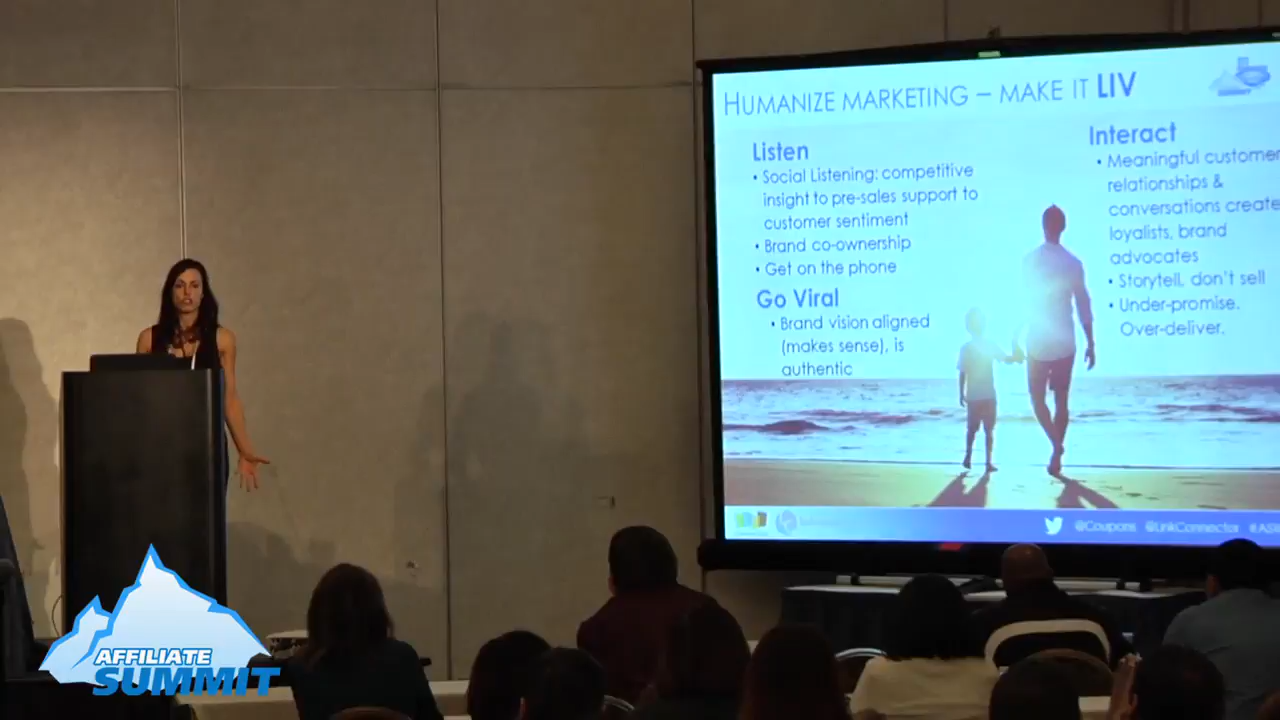 HUMANIZE MARKETING – MAKE IT LIV
Listen
• Social Listening: competitive
insight to pre-sales support to
customer sentiment
• Brand co-ownership
• Get on the phone
Go Viral
• Brand vision aligned
(makes sense), is
authentic
Interact
• Meaningful customer
relationships &
conversations create
loyalists, brand
advocates
• Storytell, don't sell
• Under-promise.
Over-deliver.
@Coupons @LinkConnector
AFFILIATE
SUMMIT